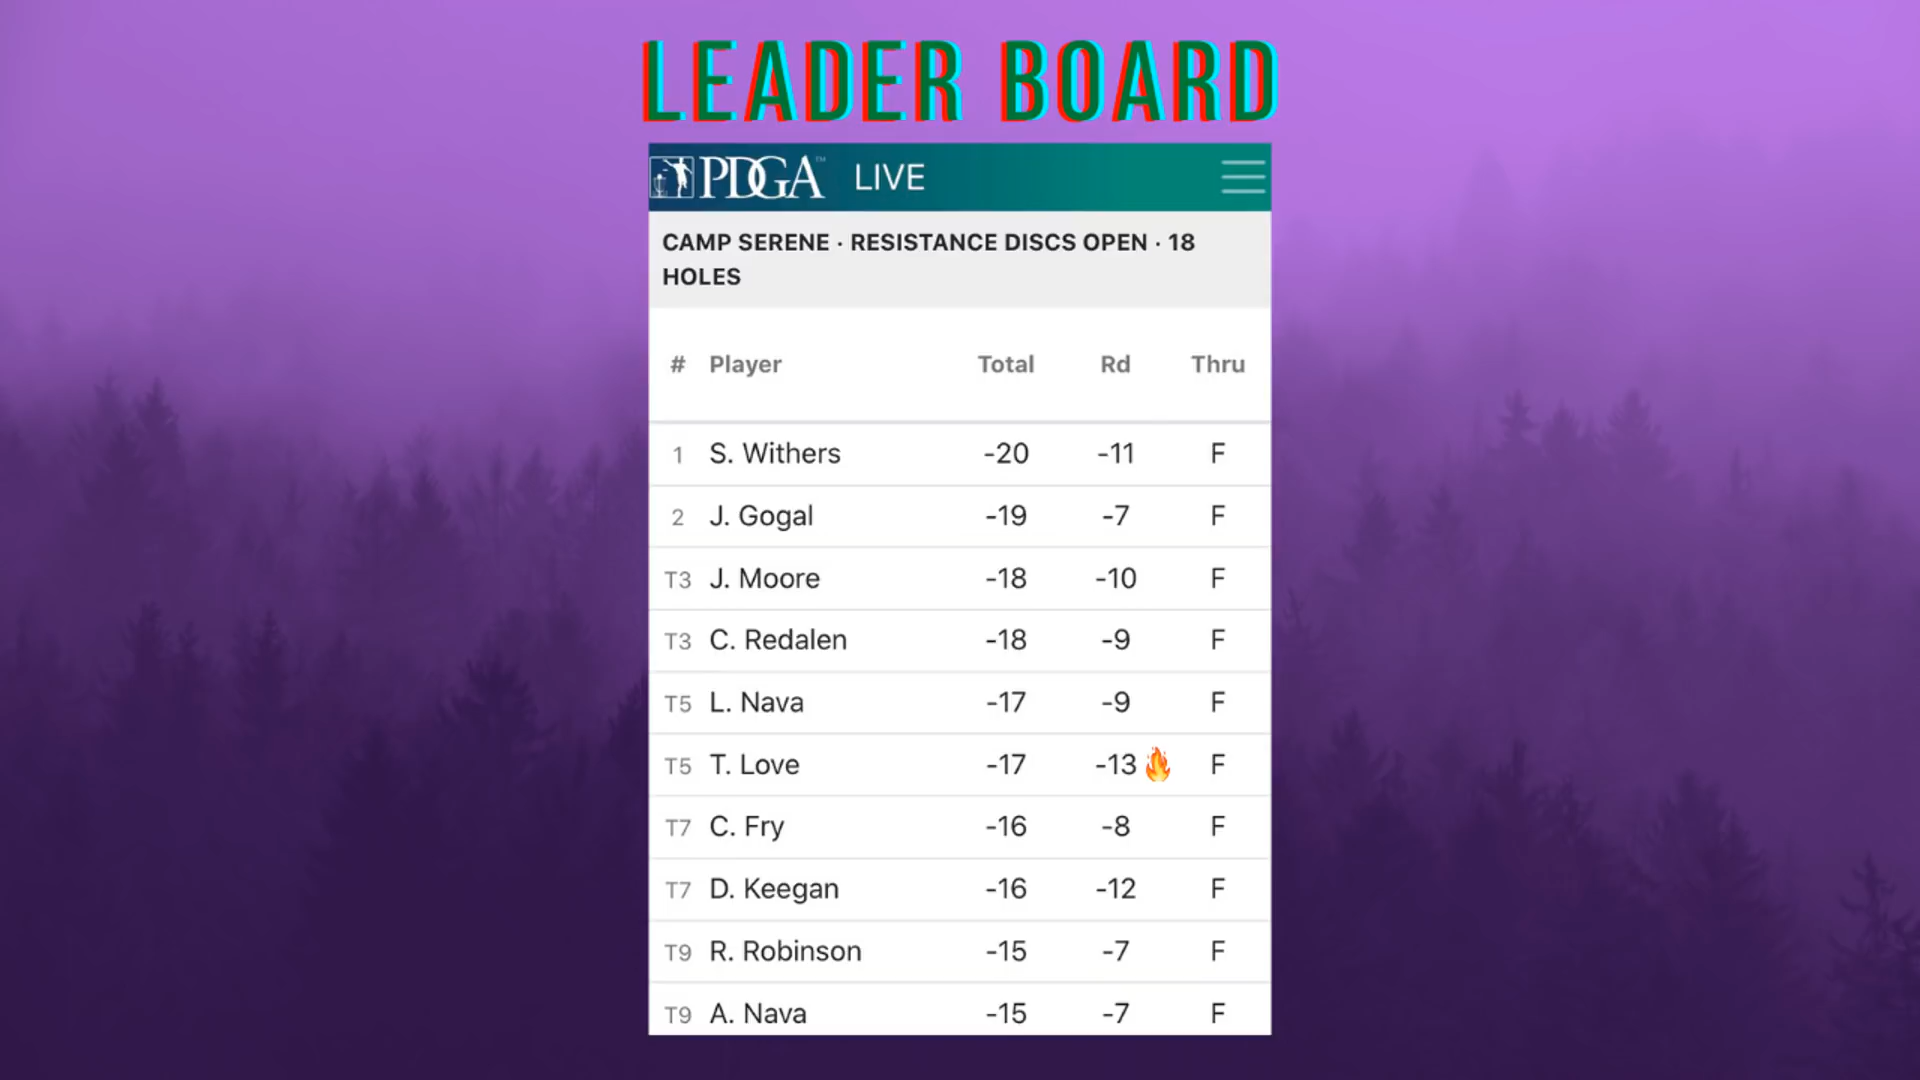 LEADER BOARD
PDGA™ LIVE
CAMP SERENE · RESISTANCE DISCS OPEN · 18
HOLES
# Player Total Rd Thru
1 S. Withers -20 -11 F
2 J. Gogal -19 -7 F
T3 J. Moore -18 -10 F
T3 C. Redalen -18 -9 F
T5 L. Nava -17 -9 F
T5 T. Love -17 -13🔥 F
T7 C. Fry -16 -8 F
T7 D. Keegan -16 -12 F
T9 R. Robinson -15 -7 F
T9 A. Nava -15 -7 F